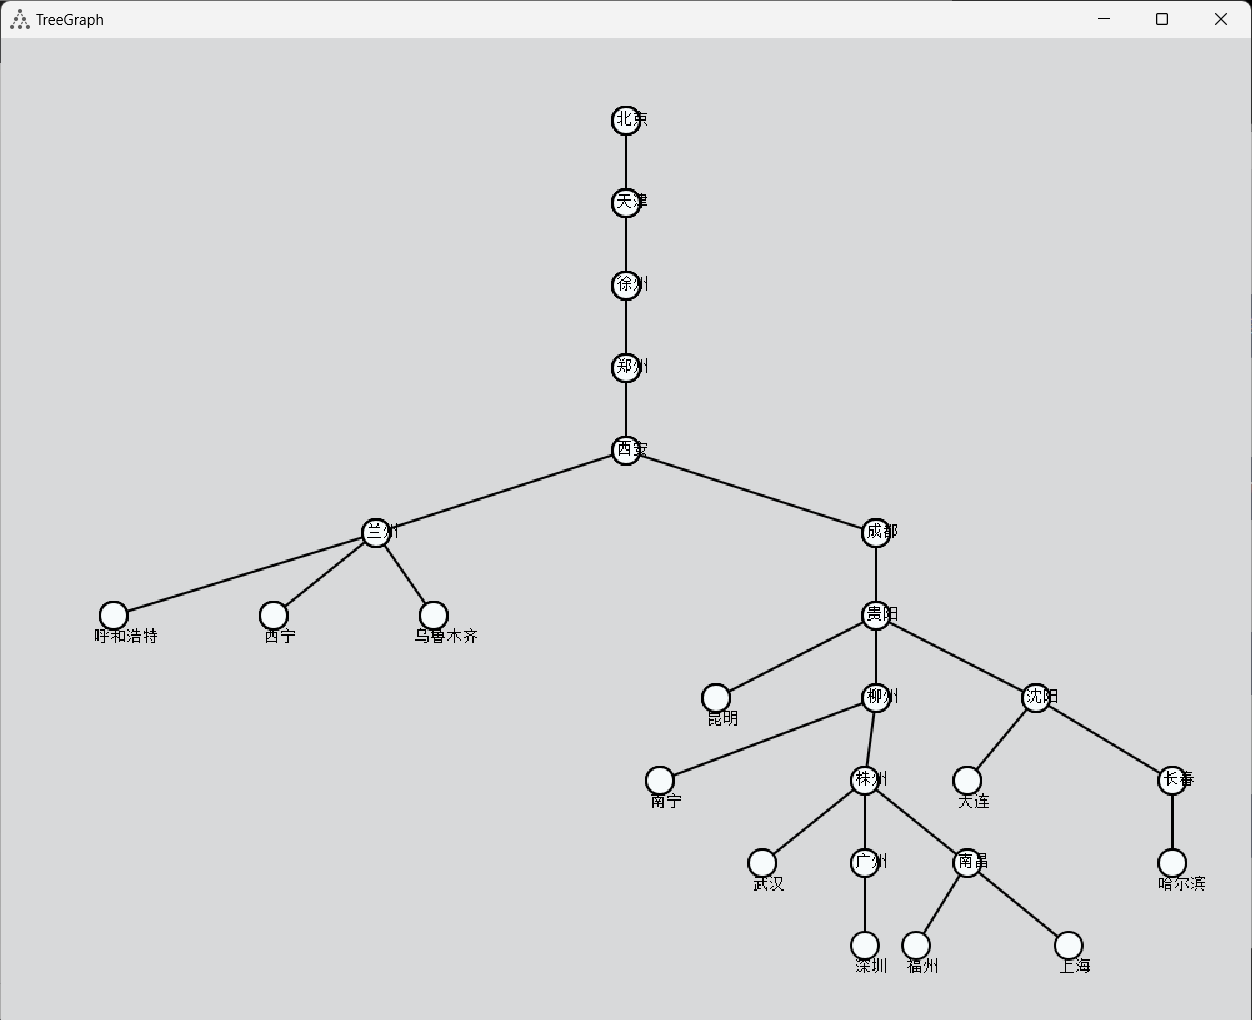 TreeGraph
北京
天津
徐州
郑州
西安
兰州
成都
呼和浩特
西宁
乌鲁木齐
贵阳
昆明
柳州
沈阳
南宁
株州
大连
长春
武汉
广州
南昌
哈尔滨
深圳
福州
上海